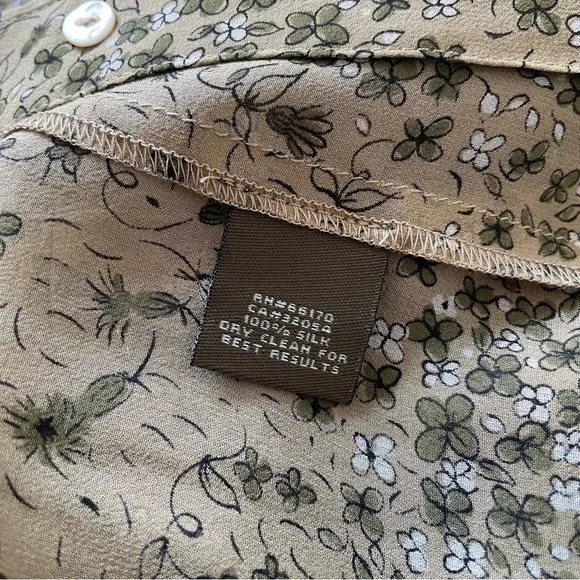 RN#66170
CA#32054
100% SILK
DRY CLEAN FOR
BEST RESULTS